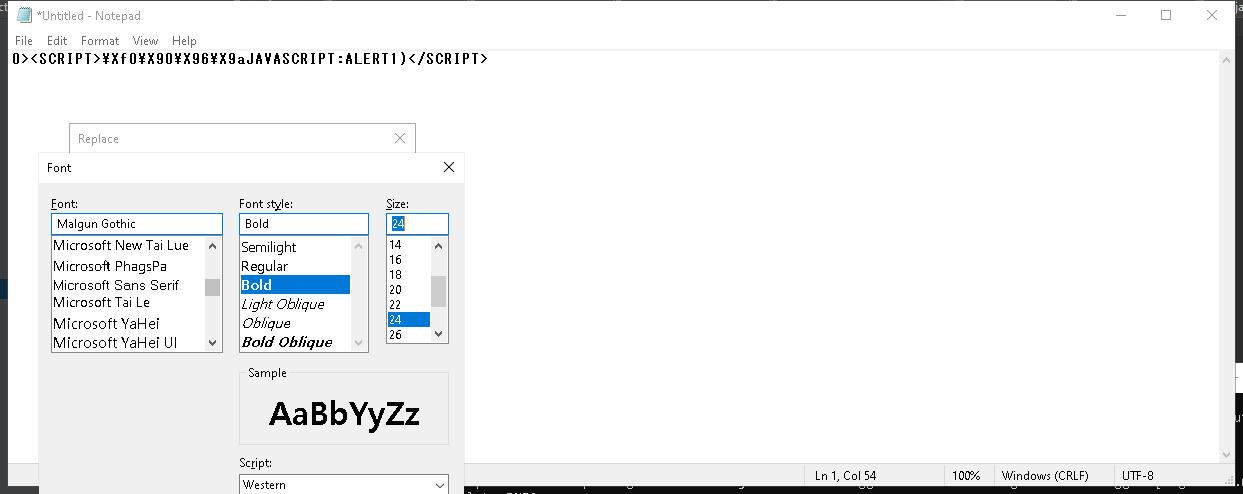 *Untitled - Notepad
File Edit Format View Help
0><SCRIPT>¥Xf0¥X90¥X96¥X9aJAVASCRIPT:ALERT1)</SCRIPT>
Replace
Font
Font: Font style: Size:
Malgun Gothic Bold 24
Microsoft New Tai Lue Semilight 14
Microsoft PhagsPa Regular 16
Microsoft Sans Serif Bold 18
Microsoft Tai Le Light Oblique 20
Microsoft YaHei Oblique 22
Microsoft YaHei UI Bold Oblique 24
26
Sample
AaBbYyZz
Script:
Western
Ln 1, Col 54 100% Windows (CRLF) UTF-8